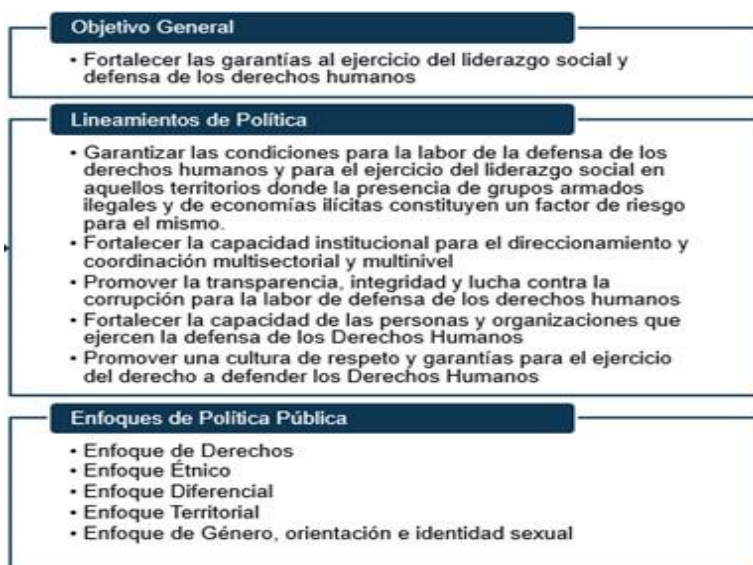 Objetivo General
• Fortalecer las garantías al ejercicio del liderazgo social y
defensa de los derechos humanos
Lineamientos de Política
• Garantizar las condiciones para la labor de la defensa de los
derechos humanos y para el ejercicio del liderazgo social en
aquellos territorios donde la presencia de grupos armados
ilegales y de economías ilícitas constituyen un factor de riesgo
para el mismo.
• Fortalecer la capacidad institucional para el direccionamiento y
coordinación multisectorial y multinivel
• Promover la transparencia, integridad y lucha contra la
corrupción para la labor de defensa de los derechos humanos
• Fortalecer la capacidad de las personas y organizaciones que
ejercen la defensa de los Derechos Humanos
• Promover una cultura de respeto y garantías para el ejercicio
del derecho a defender los Derechos Humanos
Enfoques de Política Pública
• Enfoque de Derechos
• Enfoque Étnico
• Enfoque Diferencial
• Enfoque Territorial
• Enfoque de Género, orientación e identidad sexual